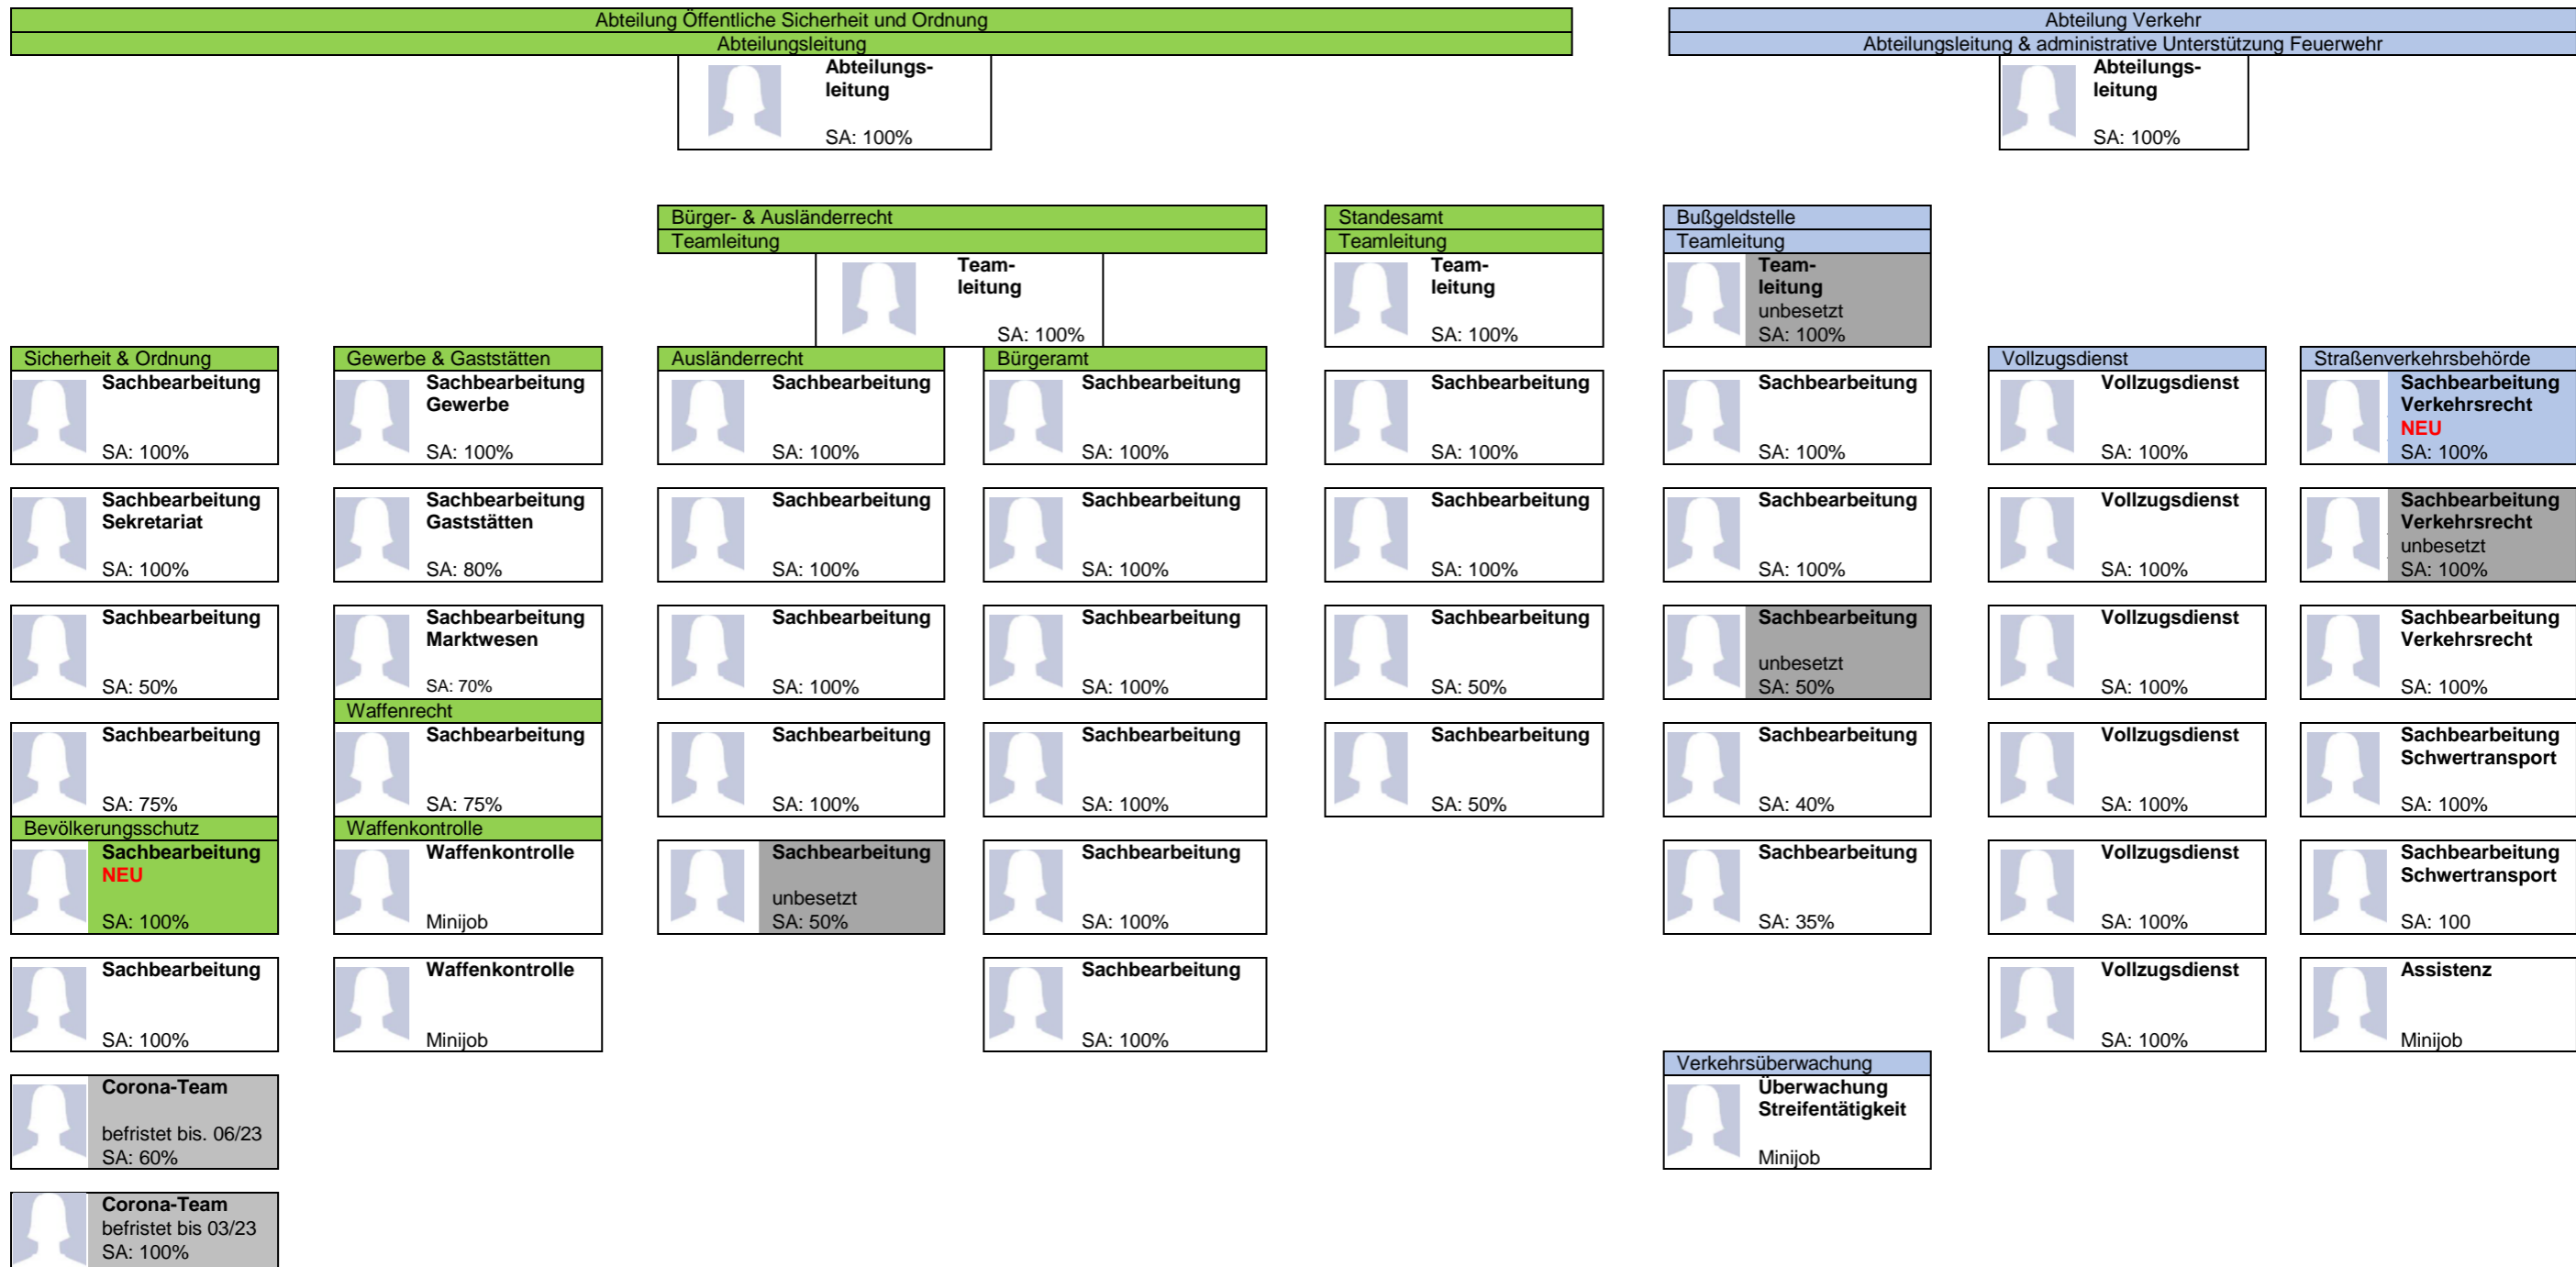 Abteilung Öffentliche Sicherheit und Ordnung
Abteilungsleitung
Abteilungs-
leitung
SA: 100%
Abteilung Verkehr
Abteilungsleitung & administrative Unterstützung Feuerwehr
Abteilungs-
leitung
SA: 100%
Bürger- & Ausländerrecht
Teamleitung
Team-
leitung
SA: 100%
Standesamt
Teamleitung
Team-
leitung
SA: 100%
Bußgeldstelle
Teamleitung
Team-
leitung
unbesetzt
SA: 100%
Sicherheit & Ordnung
Sachbearbeitung
SA: 100%
Sachbearbeitung
Sekretariat
SA: 100%
Sachbearbeitung
SA: 50%
Sachbearbeitung
SA: 75%
Bevölkerungsschutz
Sachbearbeitung
NEU
SA: 100%
Sachbearbeitung
SA: 100%
Corona-Team
befristet bis. 06/23
SA: 60%
Corona-Team
befristet bis 03/23
SA: 100%
Gewerbe & Gaststätten
Sachbearbeitung
Gewerbe
SA: 100%
Sachbearbeitung
Gaststätten
SA: 80%
Sachbearbeitung
Marktwesen
SA: 70%
Waffenrecht
Sachbearbeitung
SA: 75%
Waffenkontrolle
Waffenkontrolle
Minijob
Waffenkontrolle
Minijob
Ausländerrecht
Sachbearbeitung
SA: 100%
Sachbearbeitung
SA: 100%
Sachbearbeitung
SA: 100%
Sachbearbeitung
SA: 100%
Sachbearbeitung
unbesetzt
SA: 50%
Bürgeramt
Sachbearbeitung
SA: 100%
Sachbearbeitung
SA: 100%
Sachbearbeitung
SA: 100%
Sachbearbeitung
SA: 100%
Sachbearbeitung
SA: 100%
Sachbearbeitung
SA: 100%
Sachbearbeitung
SA: 100%
Sachbearbeitung
SA: 100%
Sachbearbeitung
SA: 50%
Sachbearbeitung
SA: 50%
Sachbearbeitung
SA: 100%
Sachbearbeitung
SA: 100%
Sachbearbeitung
unbesetzt
SA: 50%
Sachbearbeitung
SA: 40%
Sachbearbeitung
SA: 35%
Verkehrsüberwachung
Überwachung
Streifentätigkeit
Minijob
Vollzugsdienst
Vollzugsdienst
SA: 100%
Vollzugsdienst
SA: 100%
Vollzugsdienst
SA: 100%
Vollzugsdienst
SA: 100%
Vollzugsdienst
SA: 100%
Vollzugsdienst
SA: 100%
Straßenverkehrsbehörde
Sachbearbeitung
Verkehrsrecht
NEU
SA: 100%
Sachbearbeitung
Verkehrsrecht
unbesetzt
SA: 100%
Sachbearbeitung
Verkehrsrecht
SA: 100%
Sachbearbeitung
Schwertransport
SA: 100%
Sachbearbeitung
Schwertransport
SA: 100
Assistenz
Minijob